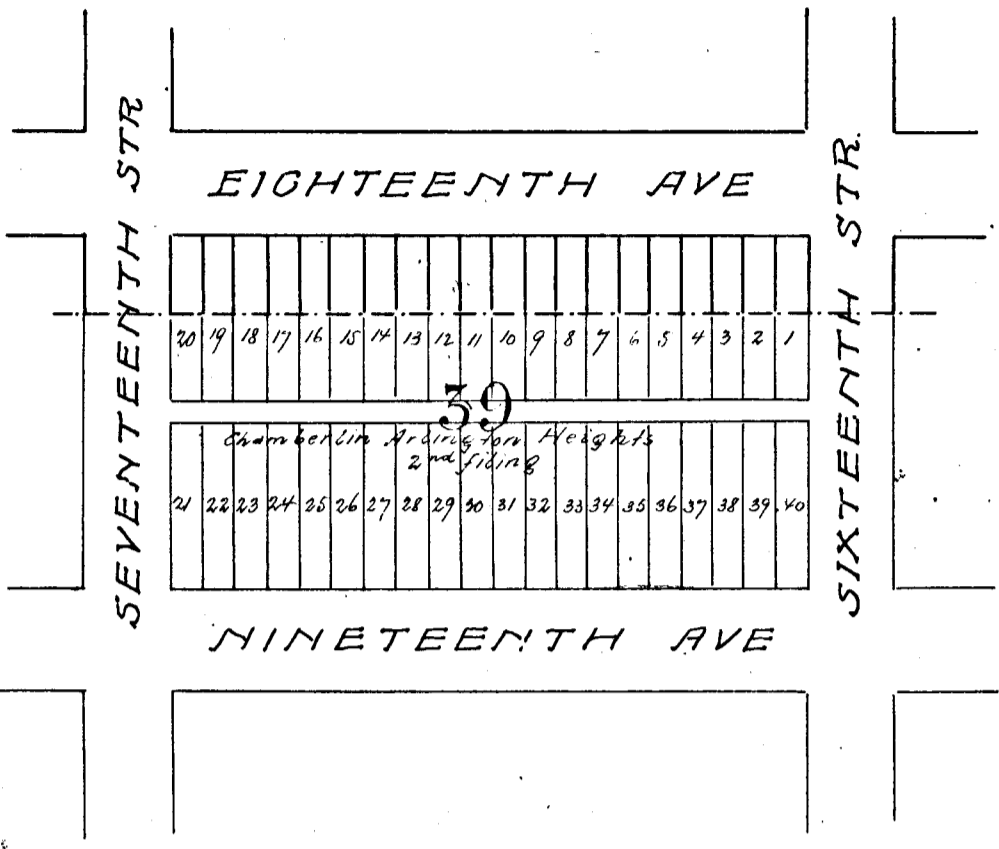 EIGHTEENTH AVE
SEVENTEENTH STR
SIXTEENTH STR.
20 19 18 17 16 15 14 13 12 11 10 9 8 7 6 5 4 3 2 1
39
Chamberlin Arlington Heights
2nd filing
21 22 23 24 25 26 27 28 29 30 31 32 33 34 35 36 37 38 39 40
NINETEENTH AVE